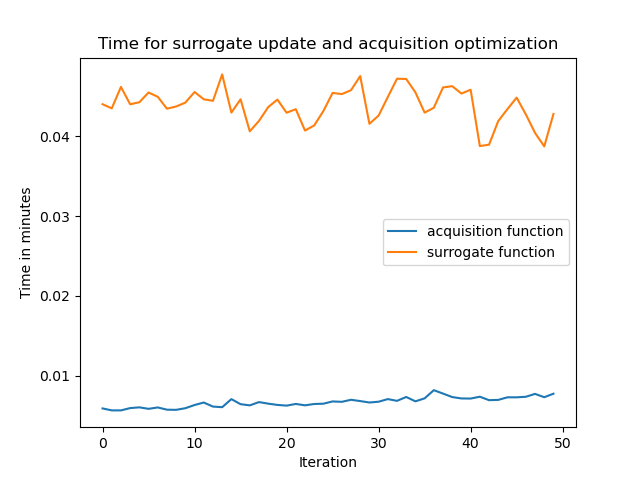 Time for surrogate update and acquisition optimization
Time in minutes
0.04
0.03
0.02
0.01
acquisition function
surrogate function
0
10
20
30
40
50
Iteration